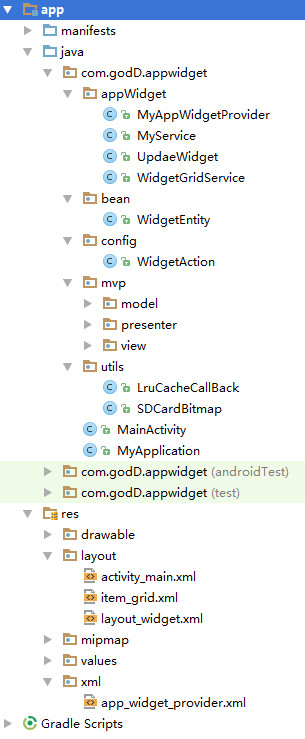 app
manifests
java
com.godD.appwidget
appWidget
MyAppWidgetProvider
MyService
UpdaeWidget
WidgetGridService
bean
WidgetEntity
config
WidgetAction
mvp
model
presenter
view
utils
LruCacheCallBack
SDCardBitmap
MainActivity
MyApplication
com.godD.appwidget (androidTest)
com.godD.appwidget (test)
res
drawable
layout
activity_main.xml
item_grid.xml
layout_widget.xml
mipmap
values
xml
app_widget_provider.xml
Gradle Scripts